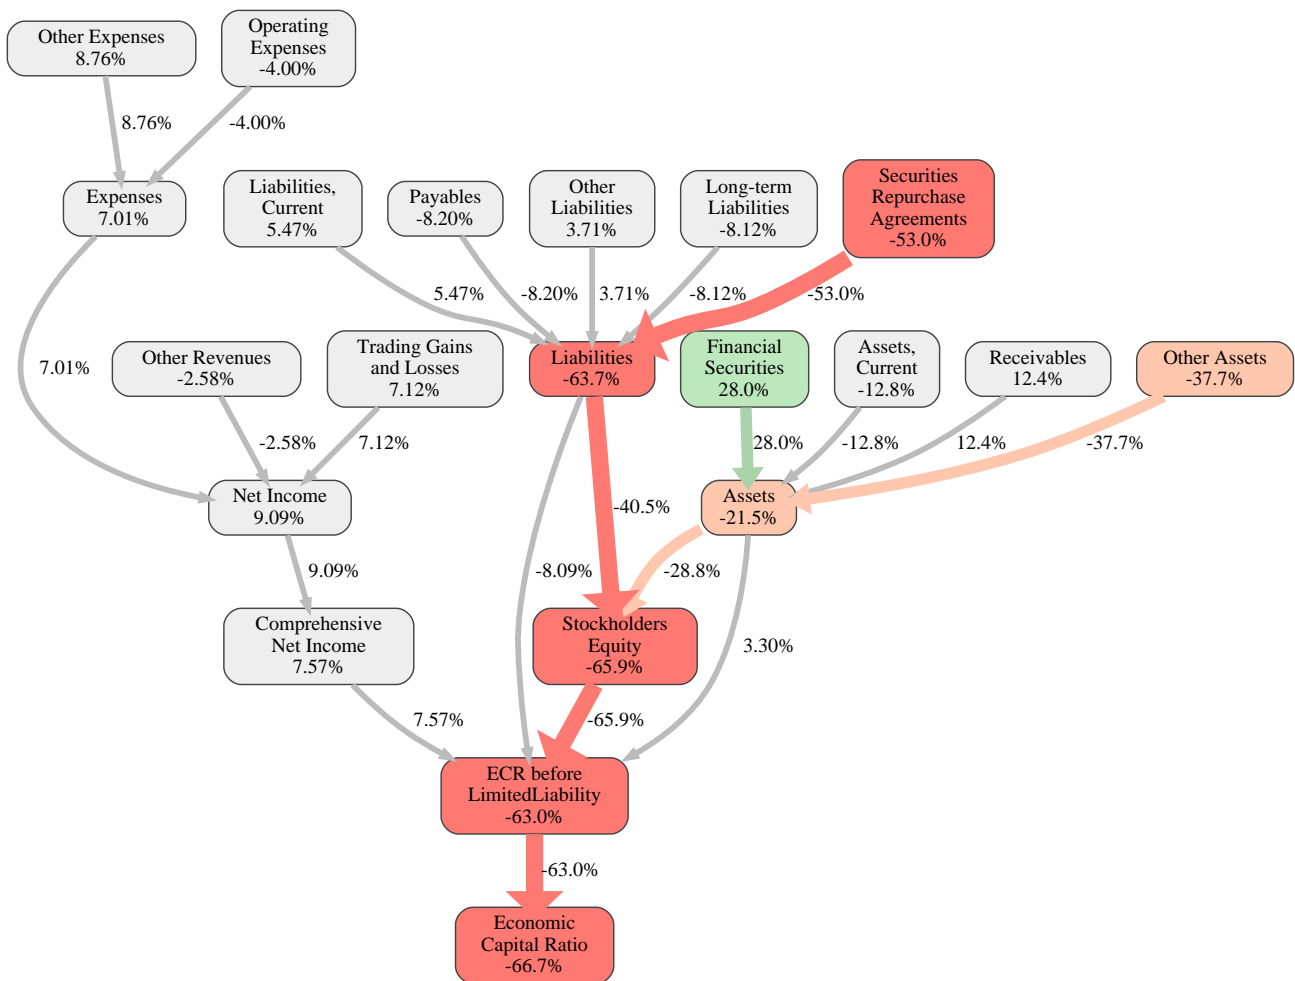 Other Expenses
8.76%
Operating
Expenses
-4.00%
8.76%
-4.00%
Expenses
7.01%
Liabilities,
Current
5.47%
Payables
-8.20%
Other
Liabilities
3.71%
Long-term
Liabilities
-8.12%
Securities
Repurchase
Agreements
-53.0%
5.47%
-8.20%
3.71%
-8.12%
-53.0%
7.01%
Other Revenues
-2.58%
Trading Gains
and Losses
7.12%
Liabilities
-63.7%
Financial
Securities
28.0%
Assets,
Current
-12.8%
Receivables
12.4%
Other Assets
-37.7%
-2.58%
7.12%
28.0%
-12.8%
12.4%
-37.7%
Net Income
9.09%
-40.5%
Assets
-21.5%
9.09%
-8.09%
-28.8%
Comprehensive
Net Income
7.57%
Stockholders
Equity
-65.9%
3.30%
7.57%
-65.9%
ECR before
LimitedLiability
-63.0%
-63.0%
Economic
Capital Ratio
-66.7%